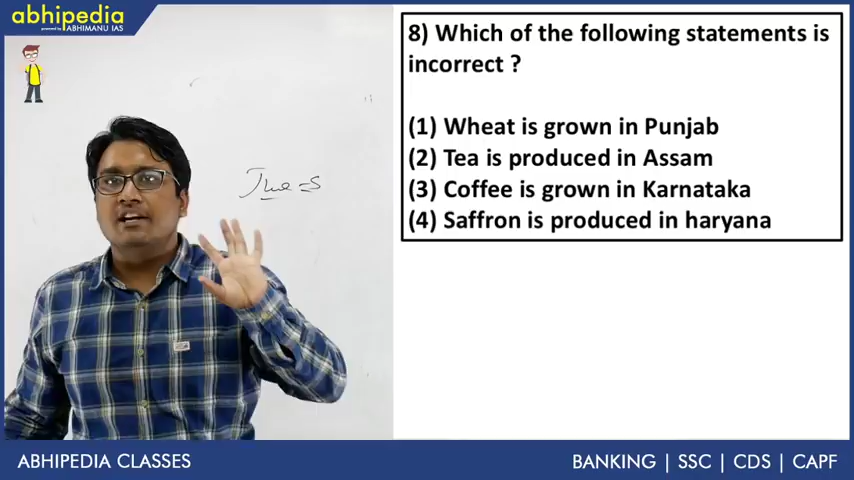 abhipedia
powered by ABHIMANU IAS
8) Which of the following statements is
incorrect ?
(1) Wheat is grown in Punjab
(2) Tea is produced in Assam
(3) Coffee is grown in Karnataka
(4) Saffron is produced in haryana
ABHIPEDIA CLASSES
BANKING | SSC | CDS | CAPF